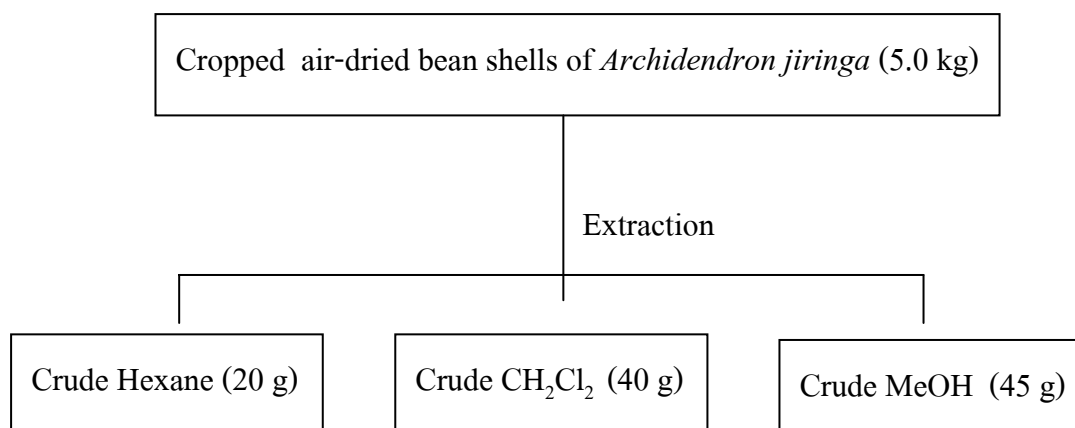 Cropped air-dried bean shells of Archidendron jiringa (5.0 kg)
Extraction
Crude Hexane (20 g)
Crude CH₂Cl₂ (40 g)
Crude MeOH (45 g)